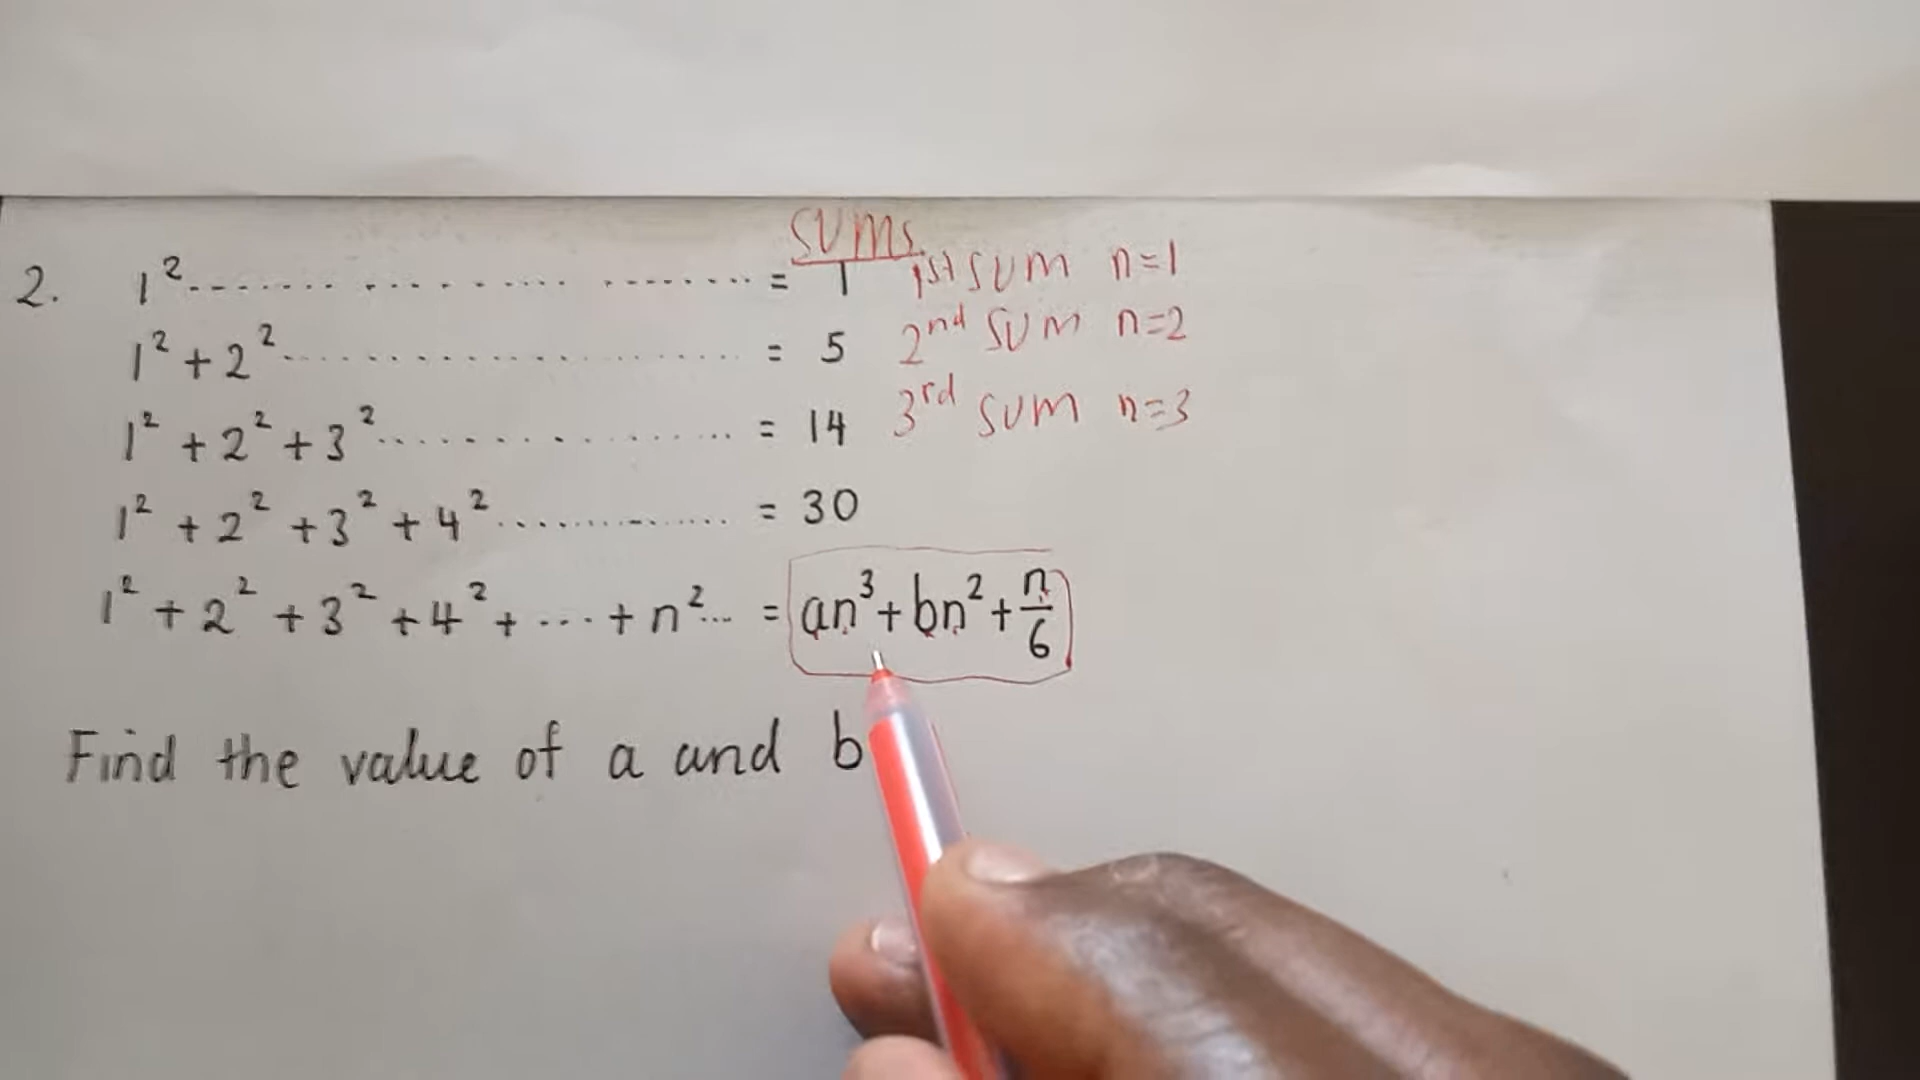 SUMS
2. 1² ................ = 1 1st SUM n=1
1² + 2² ................ = 5 2nd SUM n=2
1² + 2² + 3² ................ = 14 3rd SUM n=3
1² + 2² + 3² + 4² ................ = 30
1² + 2² + 3² + 4² + ... + n² ... = an³ + bn² + n/6
Find the value of a and b